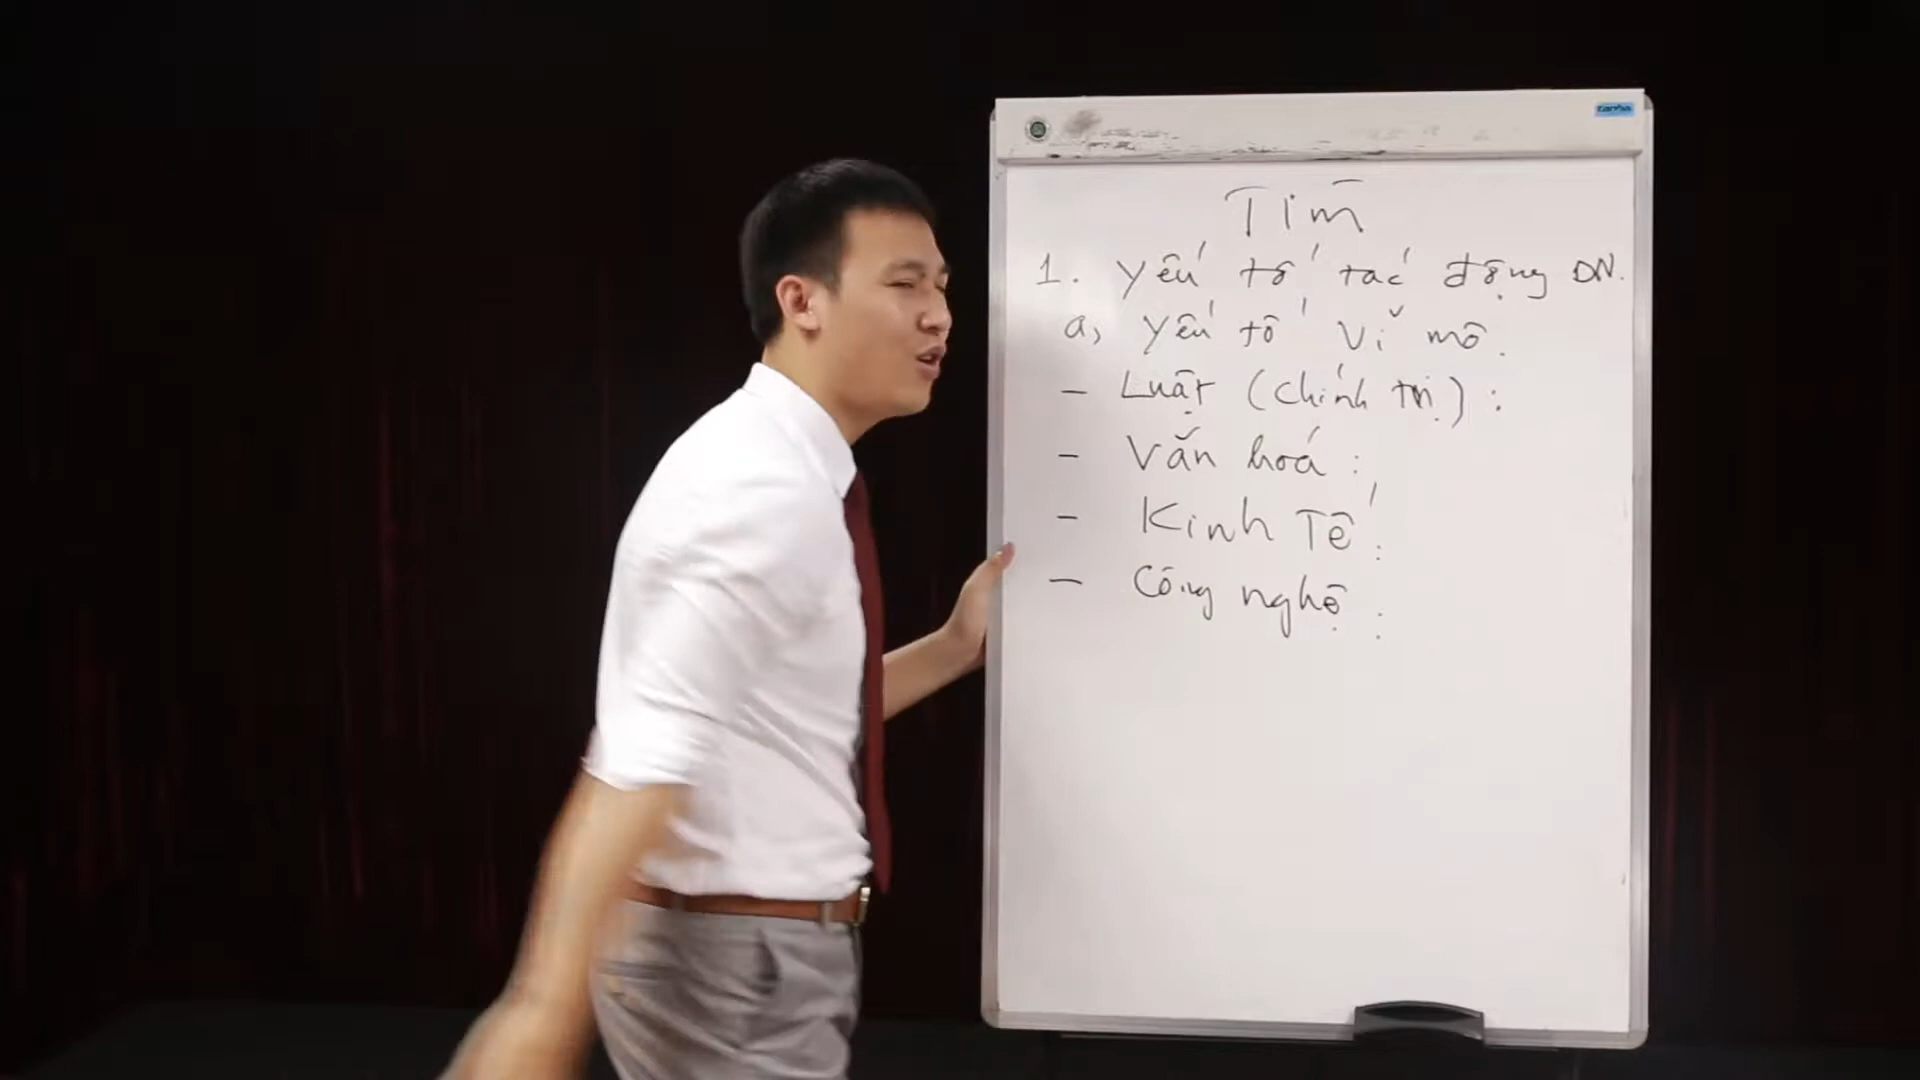 Tìm
1. Yếu tố tác động DN.
a, Yếu tố Vĩ mô.
- Luật (chính trị) :
- Văn hoá :
- Kinh Tế :
- Công nghệ :